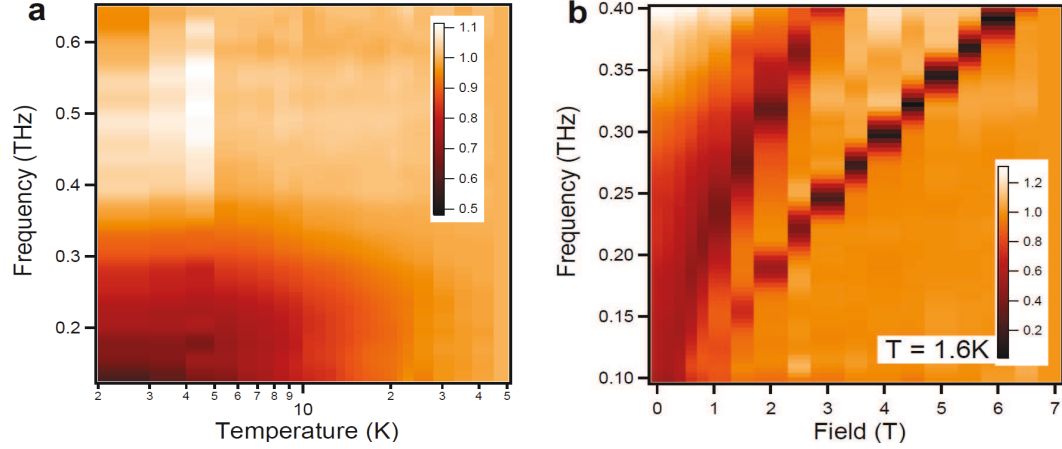 a
Frequency (THz)
0.6
0.5
0.4
0.3
0.2
1.1
1.0
0.9
0.8
0.7
0.6
0.5
2 3 4 5 6 7 8 9 10 2 3 4 5
Temperature (K)
b
Frequency (THz)
0.40
0.35
0.30
0.25
0.20
0.15
0.10
1.2
1.0
0.8
0.6
0.4
0.2
T = 1.6K
0 1 2 3 4 5 6 7
Field (T)